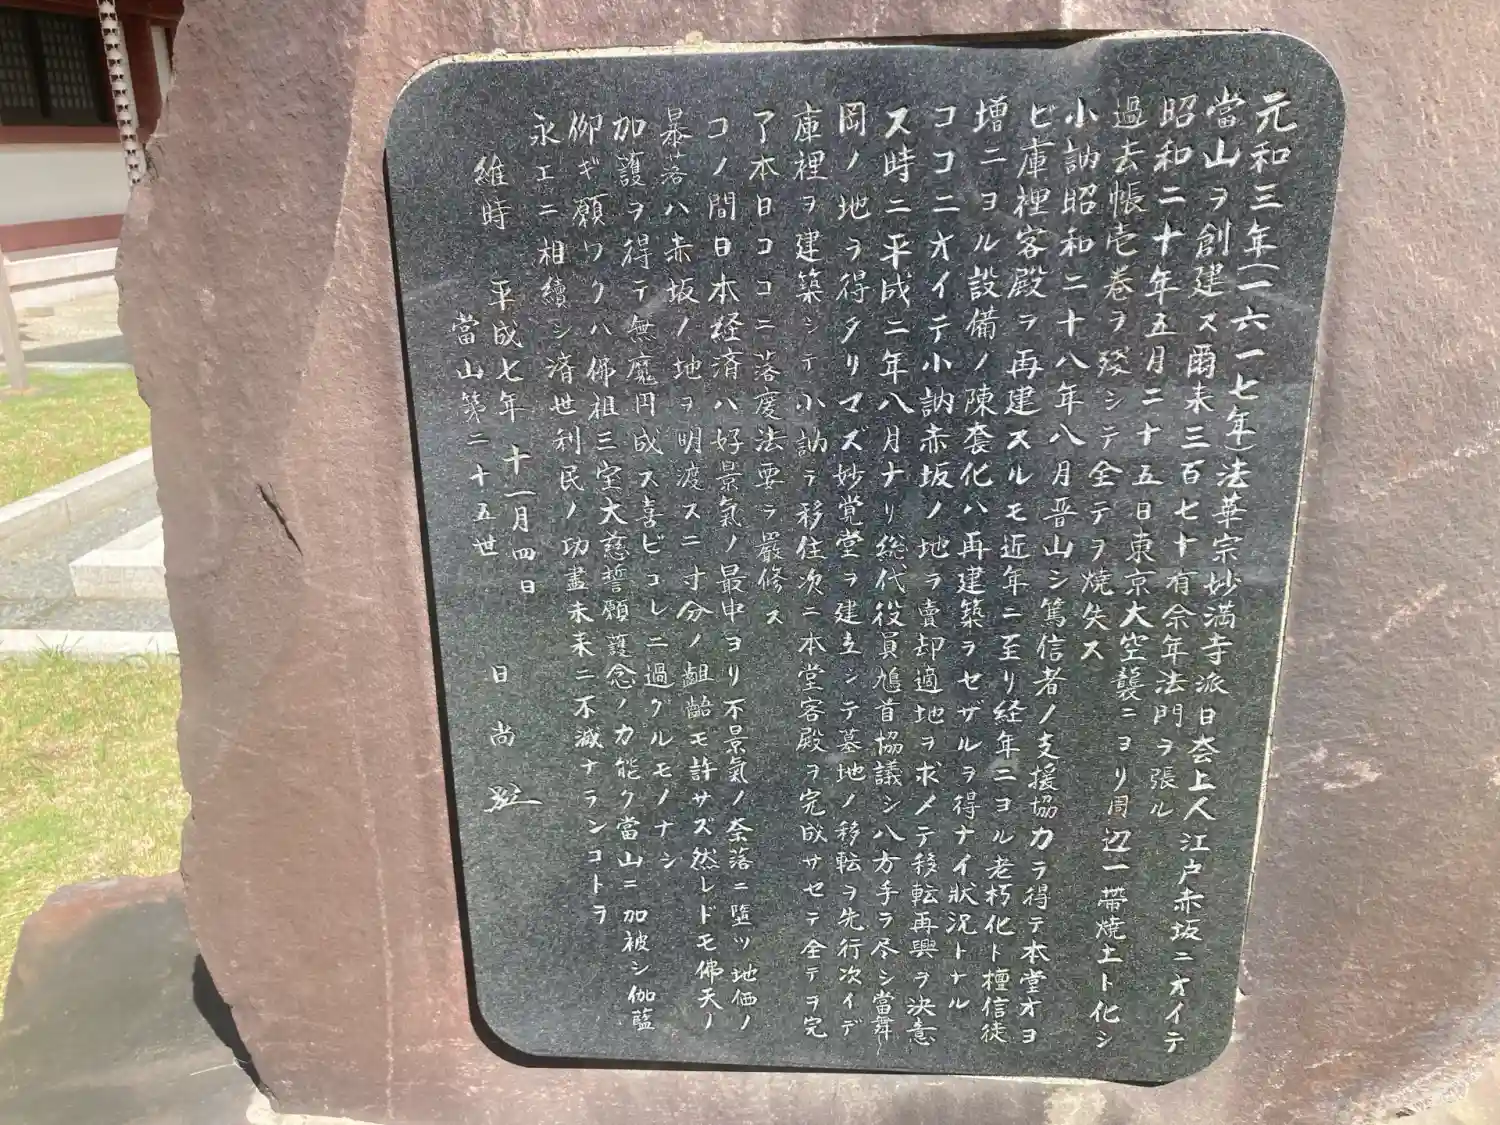 元和三年(一六一七年)法華宗妙満寺派日奝上人江戸赤坂ニオイテ
當山ヲ創建ス爾来三百七十有余年法門ヲ張ル
昭和二十年五月二十五日東京大空襲ニヨリ周辺一帯焼土ト化シ
過去帳壱巻ヲ残シテ全テヲ焼失ス
小訥昭和二十八年八月晋山シ篤信者ノ支援協力ヲ得テ本堂オヨ
ビ庫裡客殿ヲ再建スルモ近年ニ至リ経年ニヨル老朽化ト檀信徒
増ニヨル設備ノ陳套化ハ再建築ヲセザルヲ得ナイ状況トナル
ココニオイテ小訥赤坂ノ地ヲ賣却適地ヲ求メテ移転再興ヲ決意
ス時ニ平成二年八月ナリ総代役員鳩首協議シ八方手ヲ尽シ當舞
岡ノ地ヲ得タリマズ妙覚堂ヲ建立シテ墓地ノ移転ヲ先行次イデ
庫裡ヲ建築シテ小訥ヲ移住次ニ本堂客殿ヲ完成サセテ全テヲ完
了本日ココニ落慶法要ヲ嚴修ス
コノ間日本経済ハ好景氣ノ最中ヨリ不景氣ノ奈落ニ墮ツ地価ノ
暴落ハ赤坂ノ地ヲ明渡スニ寸分ノ齟齬モ許サズ然レドモ佛天ノ
加護ヲ得テ無魔円成ス喜ビコレニ過グルモノナシ
仰ギ願ワクハ佛祖三宝大慈誓願護念ノ力能ク當山ニ加被シ伽藍
永エニ相續シ済世利民ノ功盡未来ニ不滅ナランコトヲ
維時 平成七年十一月四日
當山第二十五世 日尚